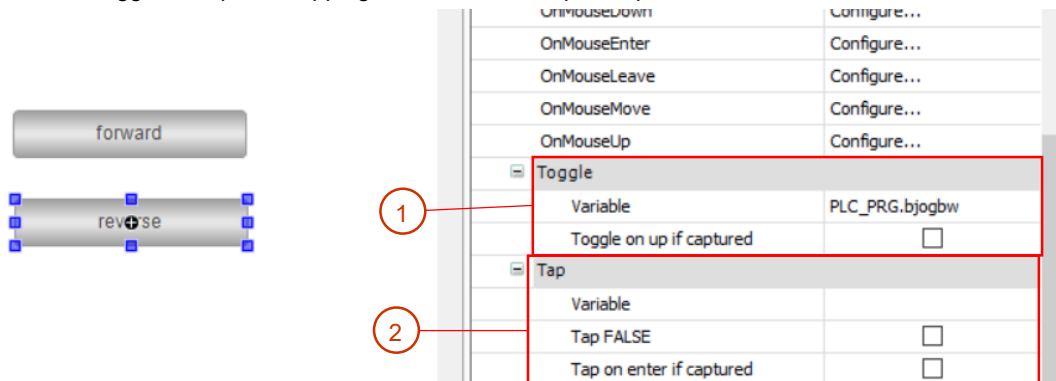 OnMouseDown Configure...
OnMouseEnter Configure...
OnMouseLeave Configure...
OnMouseMove Configure...
OnMouseUp Configure...
forward
reverse
Toggle
1
Variable PLC_PRG.bjogbw
Toggle on up if captured
Tap
2
Variable
Tap FALSE
Tap on enter if captured